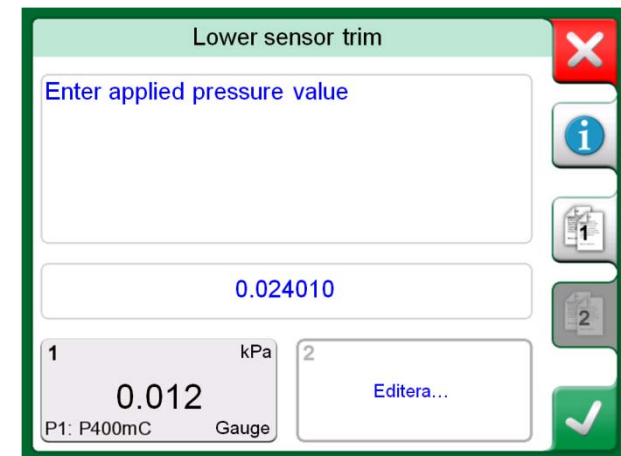 Lower sensor trim
Enter applied pressure value
i
1
2
0.024010
1 kPa
0.012
P1: P400mC Gauge
2
Editera...